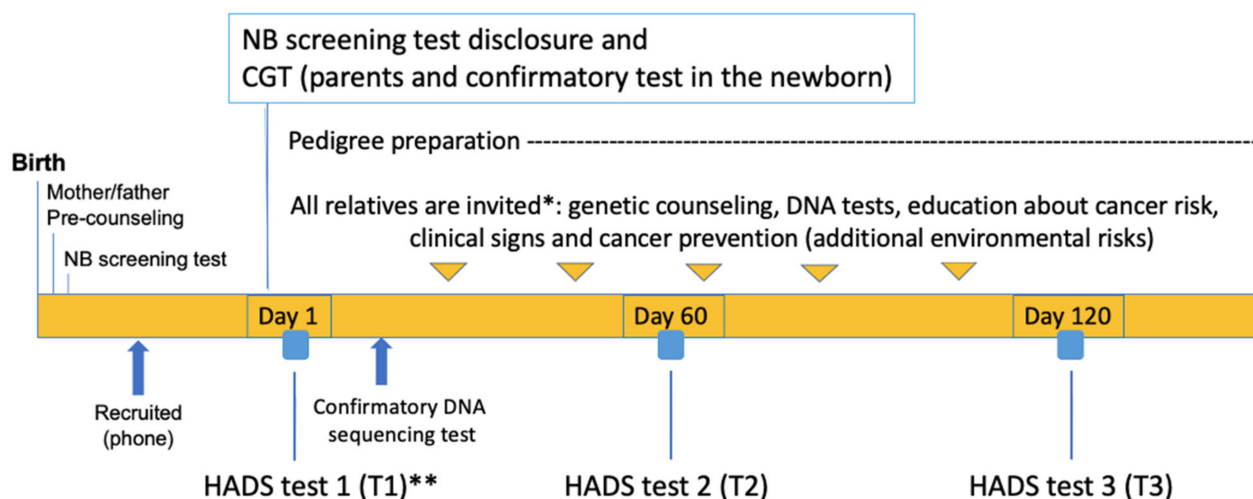 NB screening test disclosure and
CGT (parents and confirmatory test in the newborn)
Pedigree preparation ------------------------------------------------------------------------------------
Birth
Mother/father
Pre-counseling
NB screening test
All relatives are invited*: genetic counseling, DNA tests, education about cancer risk,
clinical signs and cancer prevention (additional environmental risks)
Day 1
Day 60
Day 120
Recruited
(phone)
Confirmatory DNA
sequencing test
HADS test 1 (T1)**
HADS test 2 (T2)
HADS test 3 (T3)